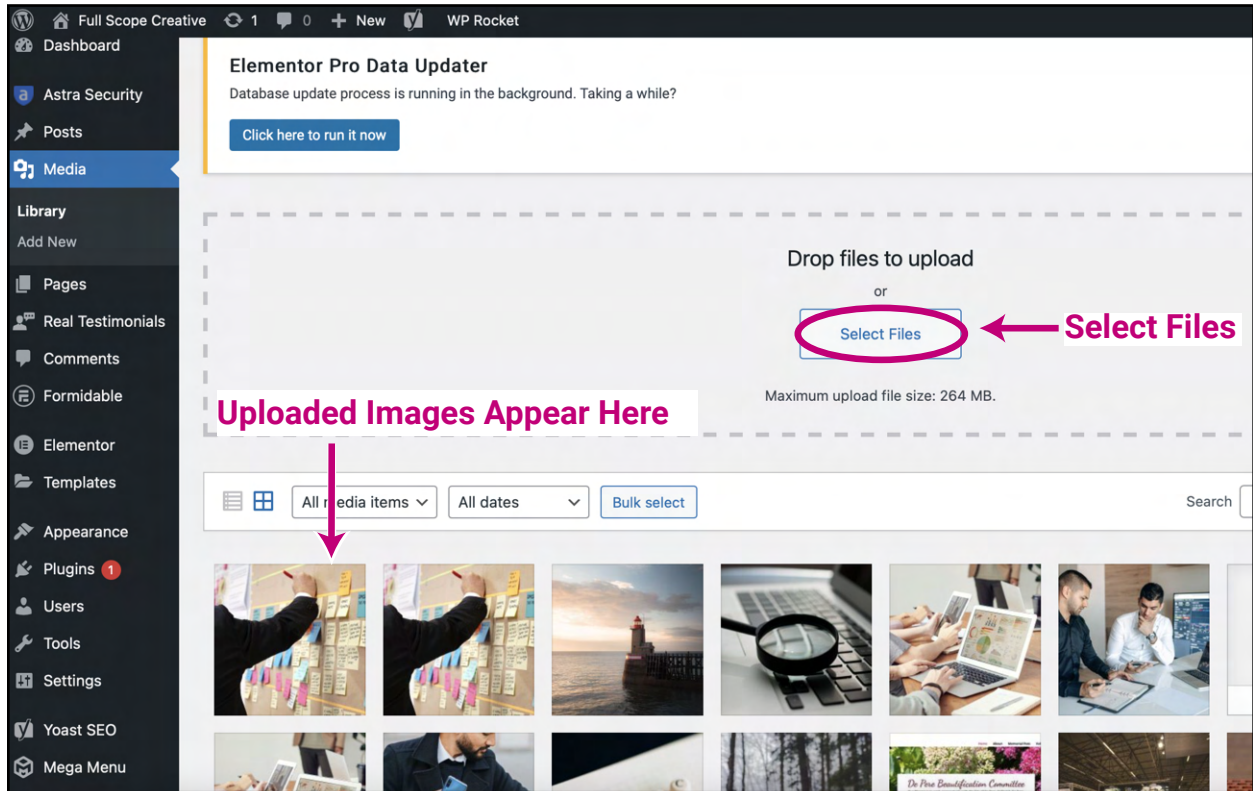 Full Scope Creative 1 0 New WP Rocket
Dashboard
Astra Security
Posts
Media
Library
Add New
Pages
Real Testimonials
Comments
Formidable
Elementor
Templates
Appearance
Plugins 1
Users
Tools
Settings
Yoast SEO
Mega Menu
Elementor Pro Data Updater
Database update process is running in the background. Taking a while?
Click here to run it now
Drop files to upload
or
Select Files
Select Files
Maximum upload file size: 264 MB.
Uploaded Images Appear Here
All media items All dates Bulk select Search
De Pere Beautification Committee